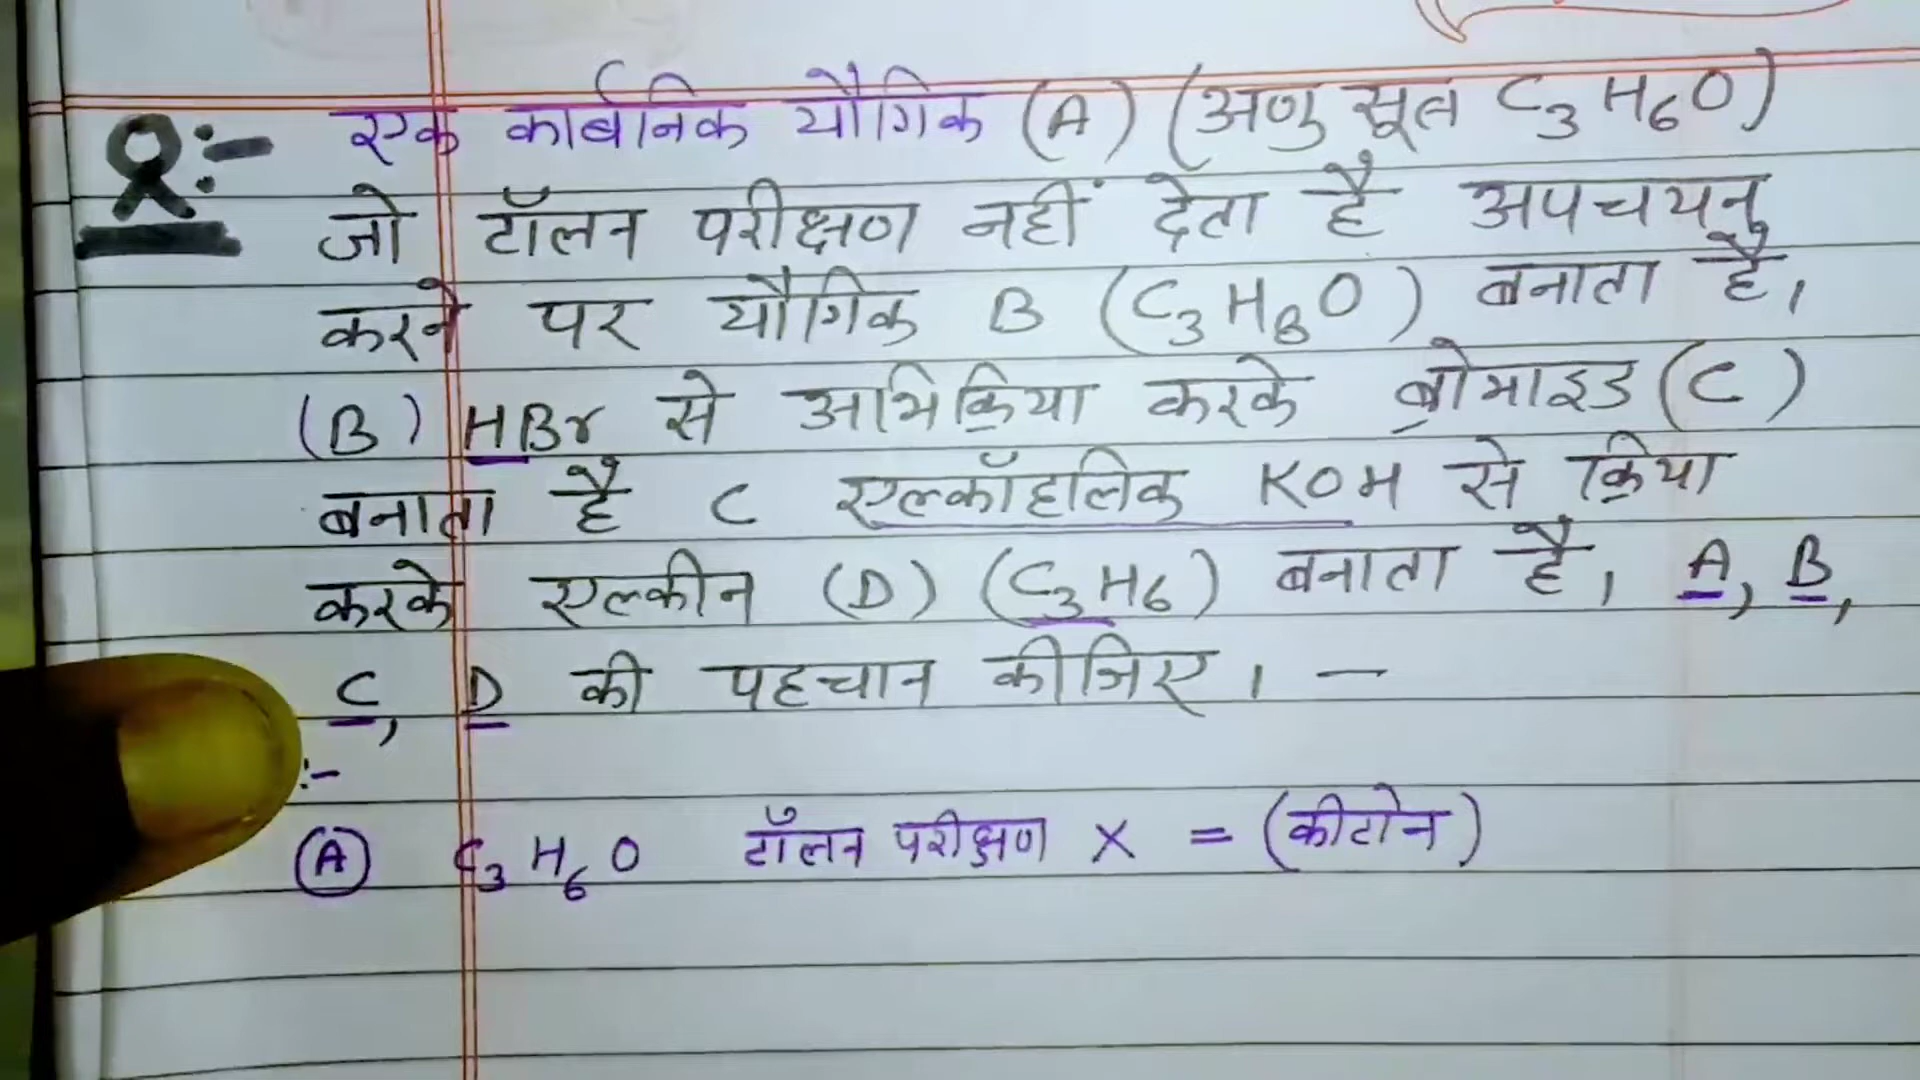 Q:- एक कार्बनिक यौगिक (A) (अणु सूत्र C₃H₆O)
जो टॉलन परीक्षण नहीं देता है अपचयन
करने पर यौगिक B (C₃H₈O) बनाता है,
(B) HBr से अभिक्रिया करके ब्रोमाइड (C)
बनाता है C एल्कॉहलिक KOH से क्रिया
करके एल्कीन (D) (C₃H₆) बनाता है, A, B,
C, D की पहचान कीजिए। —
:-
(A) C₃H₆O टॉलन परीक्षण X = (कीटोन)